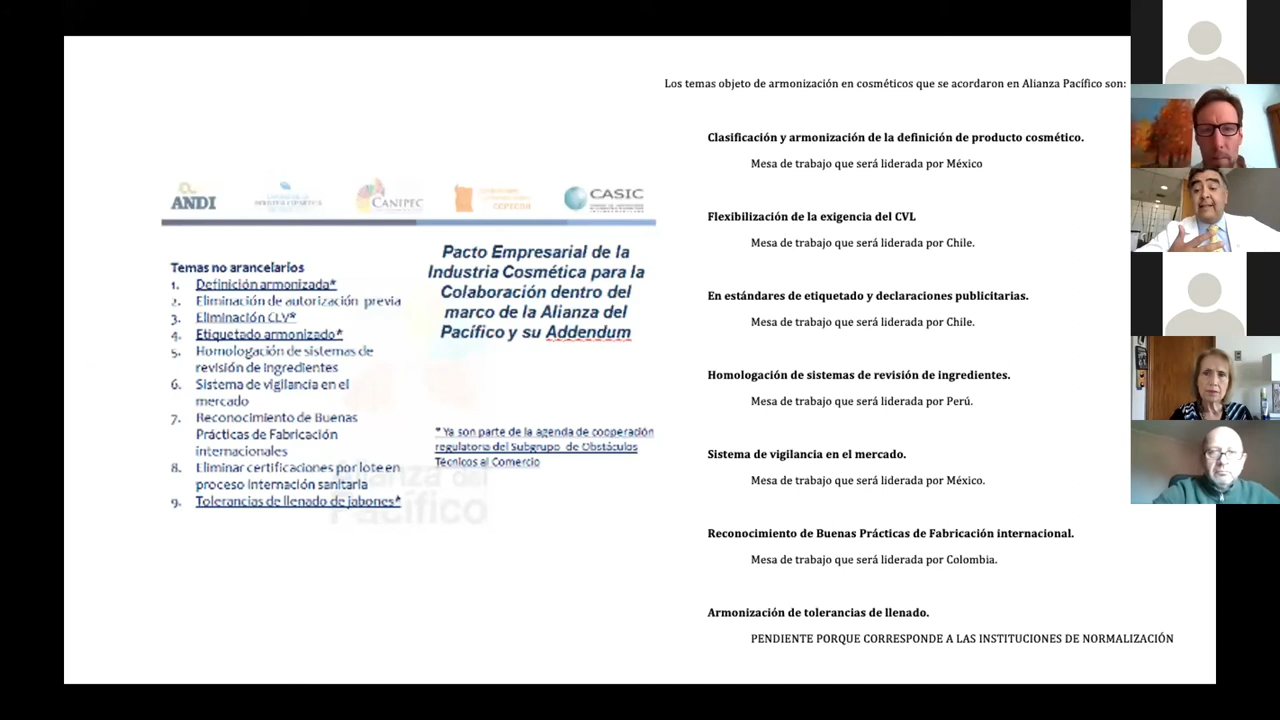 ANDI
CANIPEC
CASIC
Temas no arancelarios
1. Definición armonizada*
2. Eliminación de autorización previa
3. Eliminación CLV*
4. Etiquetado armonizado*
5. Homologación de sistemas de
revisión de ingredientes
6. Sistema de vigilancia en el
mercado
7. Reconocimiento de Buenas
Prácticas de Fabricación
internacionales
8. Eliminar certificaciones por lote en
proceso internación sanitaria
9. Tolerancias de llenado de jabones*
Pacto Empresarial de la
Industria Cosmética para la
Colaboración dentro del
marco de la Alianza del
Pacífico y su Addendum
* Ya son parte de la agenda de cooperación
regulatoria del Subgrupo de Obstáculos
Técnicos al Comercio
Alianza del
Pacífico
Los temas objeto de armonización en cosméticos que se acordaron en Alianza Pacífico son:
Clasificación y armonización de la definición de producto cosmético.
Mesa de trabajo que será liderada por México
Flexibilización de la exigencia del CVL
Mesa de trabajo que será liderada por Chile.
En estándares de etiquetado y declaraciones publicitarias.
Mesa de trabajo que será liderada por Chile.
Homologación de sistemas de revisión de ingredientes.
Mesa de trabajo que será liderada por Perú.
Sistema de vigilancia en el mercado.
Mesa de trabajo que será liderada por México.
Reconocimiento de Buenas Prácticas de Fabricación internacional.
Mesa de trabajo que será liderada por Colombia.
Armonización de tolerancias de llenado.
PENDIENTE PORQUE CORRESPONDE A LAS INSTITUCIONES DE NORMALIZACIÓN